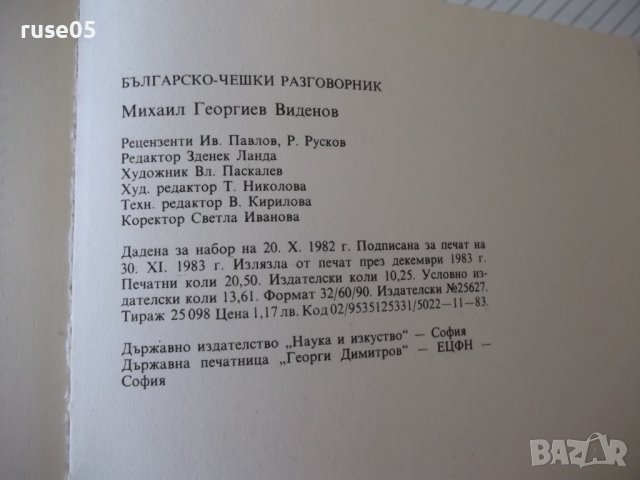 ruse05
БЪЛГАРСКО-ЧЕШКИ РАЗГОВОРНИК
Михаил Георгиев Виденов
Рецензенти Ив. Павлов, Р. Русков
Редактор Зденек Ланда
Художник Вл. Паскалев
Худ. редактор Т. Николова
Техн. редактор В. Кирилова
Коректор Светла Иванова
Дадена за набор на 20. X. 1982 г. Подписана за печат на
30. XI. 1983 г. Излязла от печат през декември 1983 г.
Печатни коли 20,50. Издателски коли 10,25. Условно из-
дателски коли 13,61. Формат 32/60/90. Издателски №25627.
Тираж 25 098 Цена 1,17 лв. Код 02/9535125331/5022—11—83.
Държавно издателство „Наука и изкуство" — София
Държавна печатница „Георги Димитров" — ЕЦФН —
София
BAZAR
.bg